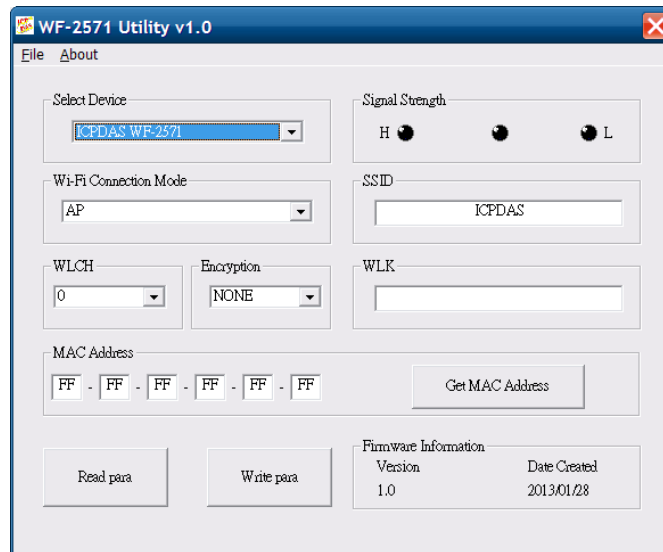 WF-2571 Utility v1.0
File About
Select Device
ICPDAS WF-2571
Signal Strength
H L
Wi-Fi Connection Mode
AP
SSID
ICPDAS
WLCH
0
Encryption
NONE
WLK
MAC Address
FF - FF - FF - FF - FF - FF
Get MAC Address
Read para
Write para
Firmware Information
Version Date Created
1.0 2013/01/28